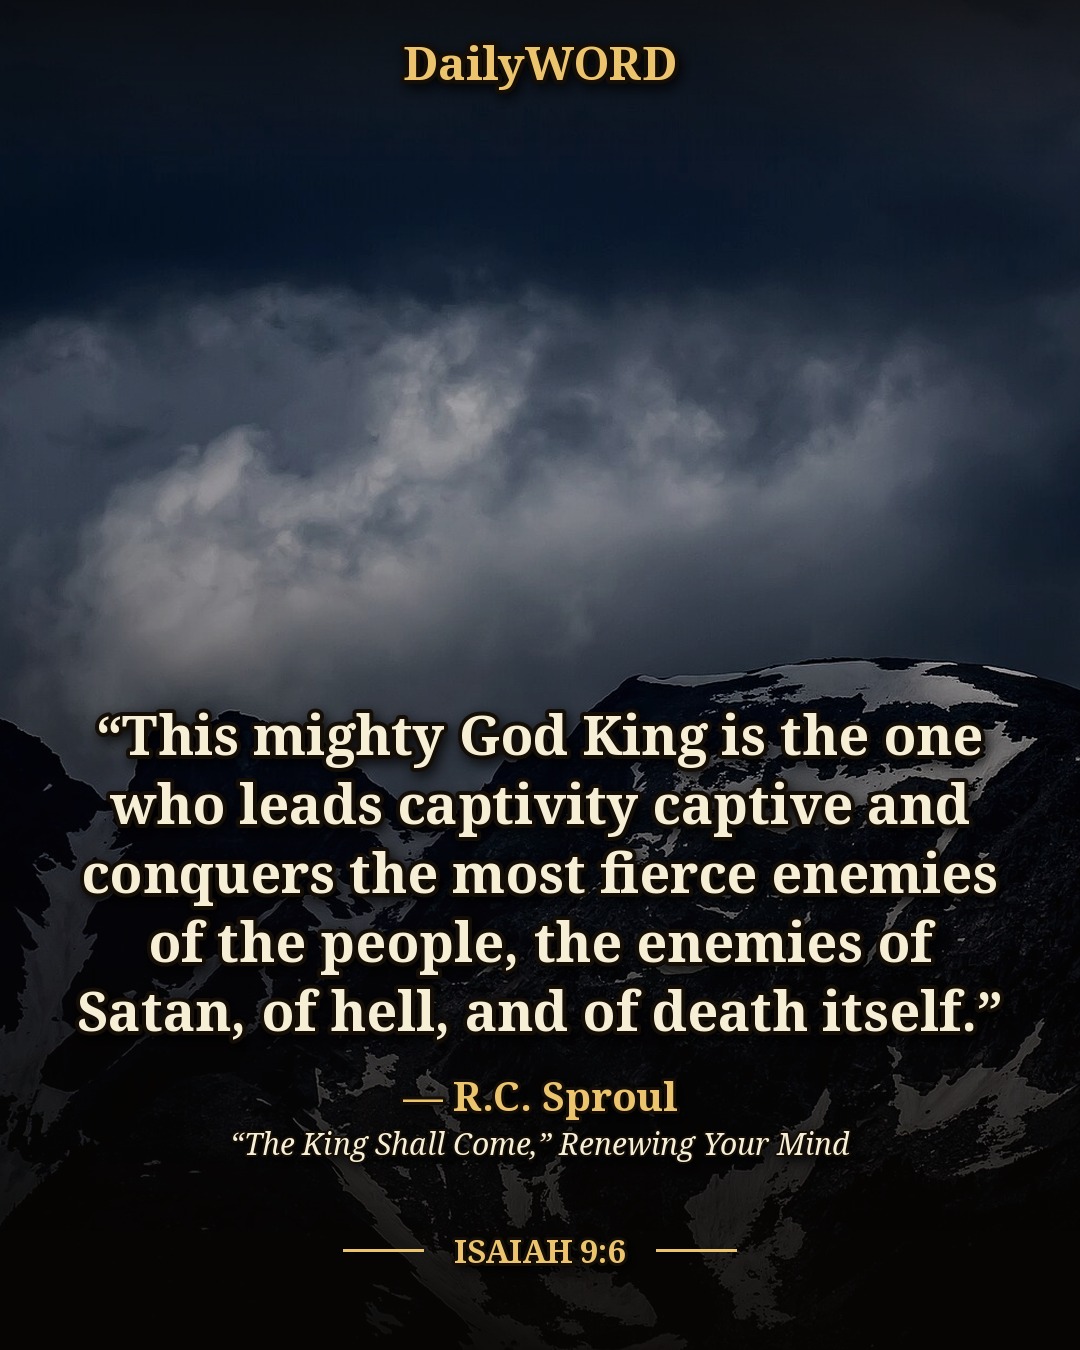 DailyWORD
“This mighty God King is the one
who leads captivity captive and
conquers the most fierce enemies
of the people, the enemies of
Satan, of hell, and of death itself.”
— R.C. Sproul
“The King Shall Come,” Renewing Your Mind
ISAIAH 9:6